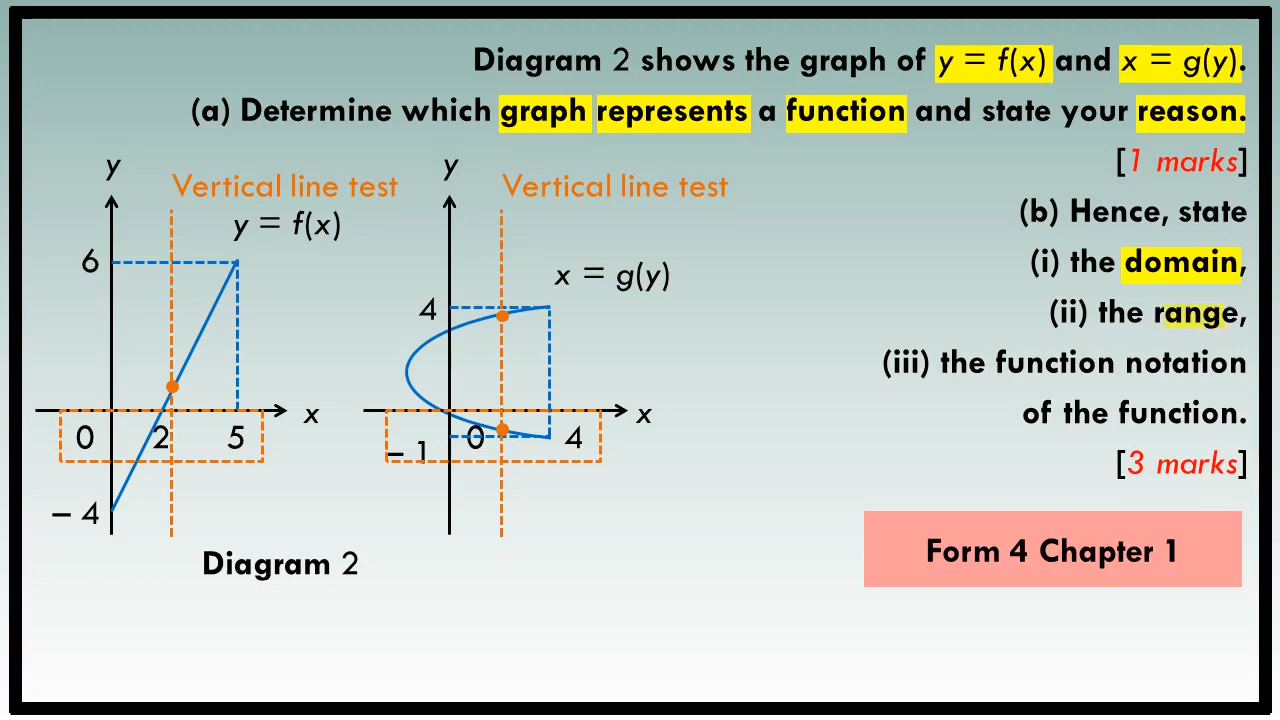 Diagram 2 shows the graph of y = f(x) and x = g(y).
(a) Determine which graph represents a function and state your reason.
[1 marks]
(b) Hence, state
(i) the domain,
(ii) the range,
(iii) the function notation
of the function.
[3 marks]
Form 4 Chapter 1
y
Vertical line test
y = f(x)
6
x
0 2 5
– 4
y
Vertical line test
x = g(y)
4
x
– 1 0 4
Diagram 2